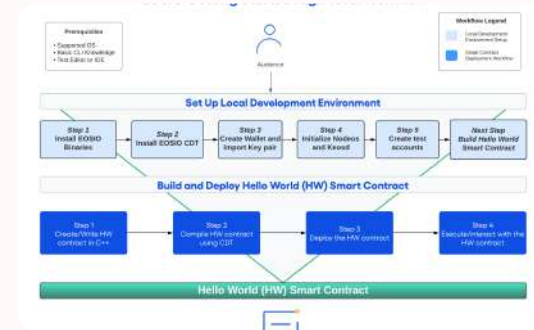 Prerequisites
• Supported OS
• Basic CLI Knowledge
• Text Editor or IDE
Audience
Workflow Legend
Local Development
Environment Setup
Smart Contract
Deployment Workflow
Set Up Local Development Environment
Step 1
Install EOSIO
Binaries
Step 2
Install EOSIO CDT
Step 3
Create Wallet and
Import Key pair
Step 4
Initialize Nodeos
and Keosd
Step 5
Create test
accounts
Next Step
Build Hello World
Smart Contract
Build and Deploy Hello World (HW) Smart Contract
Step 1
Create/Write HW
contract in C++
Step 2
Compile HW contract
using CDT
Step 3
Deploy the HW contract
Step 4
Execute/Interact with the
HW contract
Hello World (HW) Smart Contract